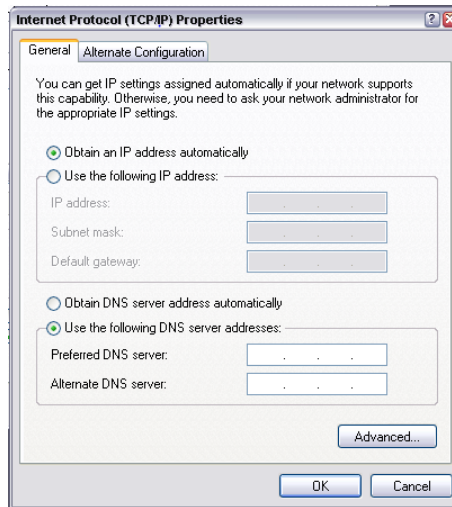 Internet Protocol (TCP/IP) Properties
General
Alternate Configuration
You can get IP settings assigned automatically if your network supports
this capability. Otherwise, you need to ask your network administrator for
the appropriate IP settings.
Obtain an IP address automatically
Use the following IP address:
IP address:
Subnet mask:
Default gateway:
Obtain DNS server address automatically
Use the following DNS server addresses:
Preferred DNS server:
Alternate DNS server:
Advanced...
OK
Cancel